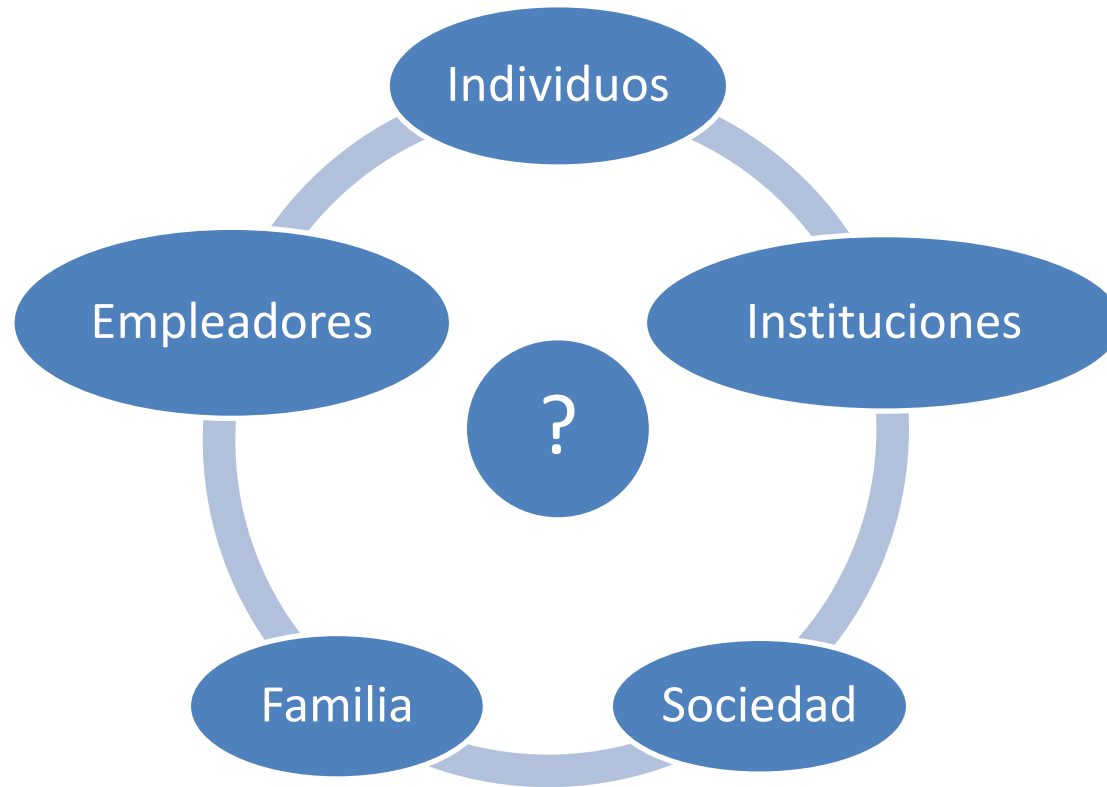 Individuos
Empleadores
Instituciones
?
Familia
Sociedad